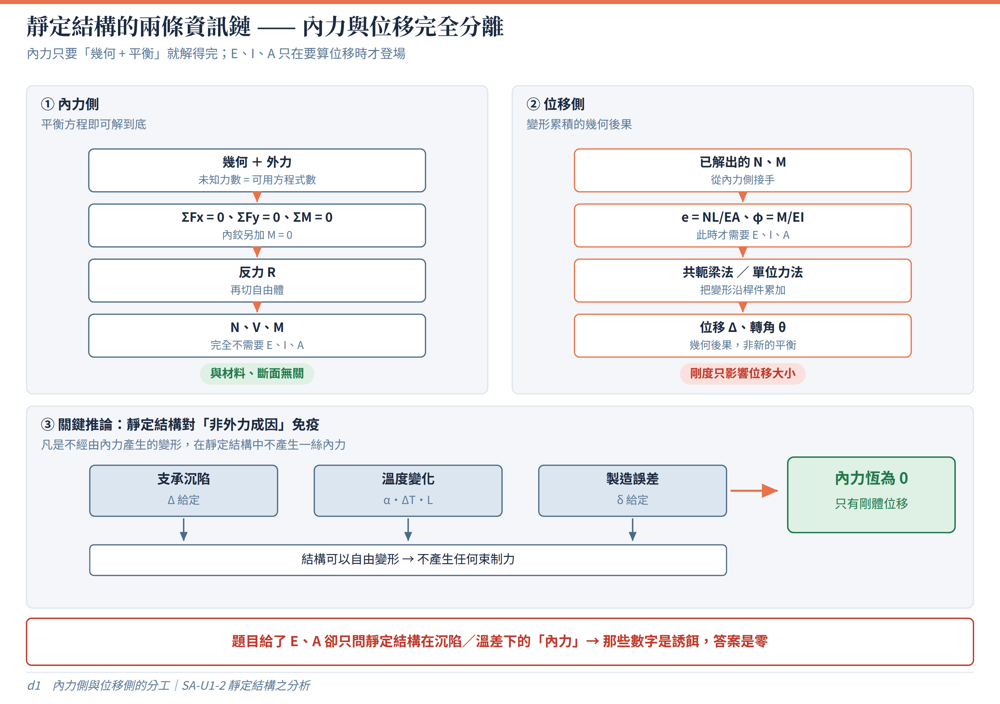 靜定結構的兩條資訊鏈 —— 內力與位移完全分離
內力只要「幾何 + 平衡」就解得完；E、I、A 只在要算位移時才登場
① 內力側
平衡方程即可解到底
幾何 ＋ 外力
未知力數 = 可用方程式數
ΣFx = 0、ΣFy = 0、ΣM = 0
內鉸另加 M = 0
反力 R
再切自由體
N、V、M
完全不需要 E、I、A
與材料、斷面無關
② 位移側
變形累積的幾何後果
已解出的 N、M
從內力側接手
e = NL/EA、φ = M/EI
此時才需要 E、I、A
共軛梁法 ／ 單位力法
把變形沿桿件累加
位移 Δ、轉角 θ
幾何後果，非新的平衡
剛度只影響位移大小
③ 關鍵推論：靜定結構對「非外力成因」免疫
凡是不經由內力產生的變形，在靜定結構中不產生一絲內力
支承沉陷
Δ 給定
溫度變化
α・ΔT・L
製造誤差
δ 給定
內力恆為 0
只有剛體位移
結構可以自由變形 → 不產生任何束制力
題目給了 E、A 卻只問靜定結構在沉陷／溫差下的「內力」→ 那些數字是誘餌，答案是零
d1　內力側與位移側的分工｜SA-U1-2 靜定結構之分析